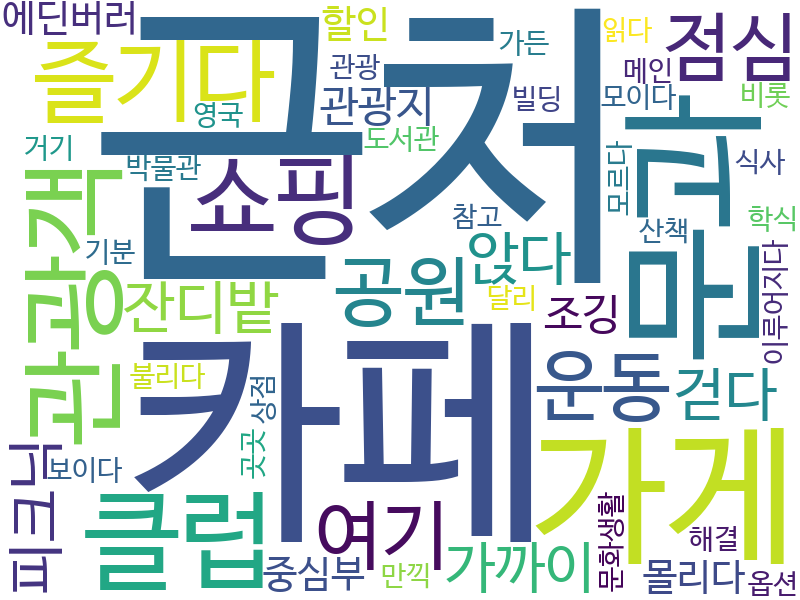 에딘버러
근처
할인
가든
읽다
점심
즐기다
관광
메인
영국
관광지
빌딩
모이다
비롯
문과
거기
박물관
쇼핑
도서관
모르다
식사
관광객
기분
참고
산책
학식
잔디밭
공원
앉다
달리
조깅
이루어지다
불리다
카페
상점
운동
걷다
피크닉
보이다
곳곳
가게
클럽
여기
문화생활
해결
중심부
만끽
가까이
몰리다
옵션